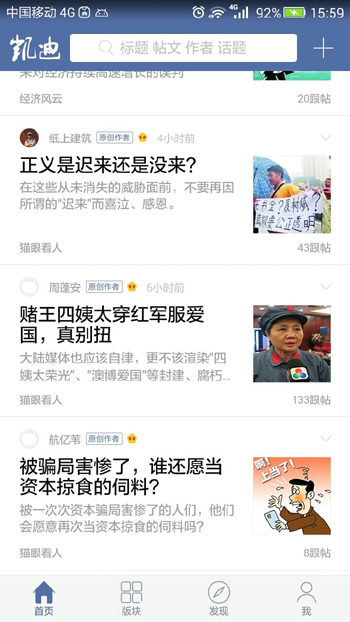 中国移动 4G 92% 15:59
凯迪 标题 帖文 作者 话题
未对经济持续高速增长的误判
经济风云 20跟帖
纸上建筑 原创作者 4小时前
正义是迟来还是没来?
在这些从未消失的威胁面前,不要再因
所谓的“迟来”而喜泣、感恩。
猫眼看人 43跟帖
周蓬安 原创作者 6小时前
赌王四姨太穿红军服爱
国,真别扭
大陆媒体也应该自律,更不该渲染“四
姨太荣光”、“澳博爱国”等封建、腐朽...
猫眼看人 133跟帖
航亿苇 原创作者
被骗局害惨了,谁还愿当
资本掠食的伺料?
被一次次资本骗局害惨了的人们,他们
会愿意再次当资本掠食的伺料吗?
啊!
上当了!
猫眼看人 8跟帖
首页 版块 发现 我